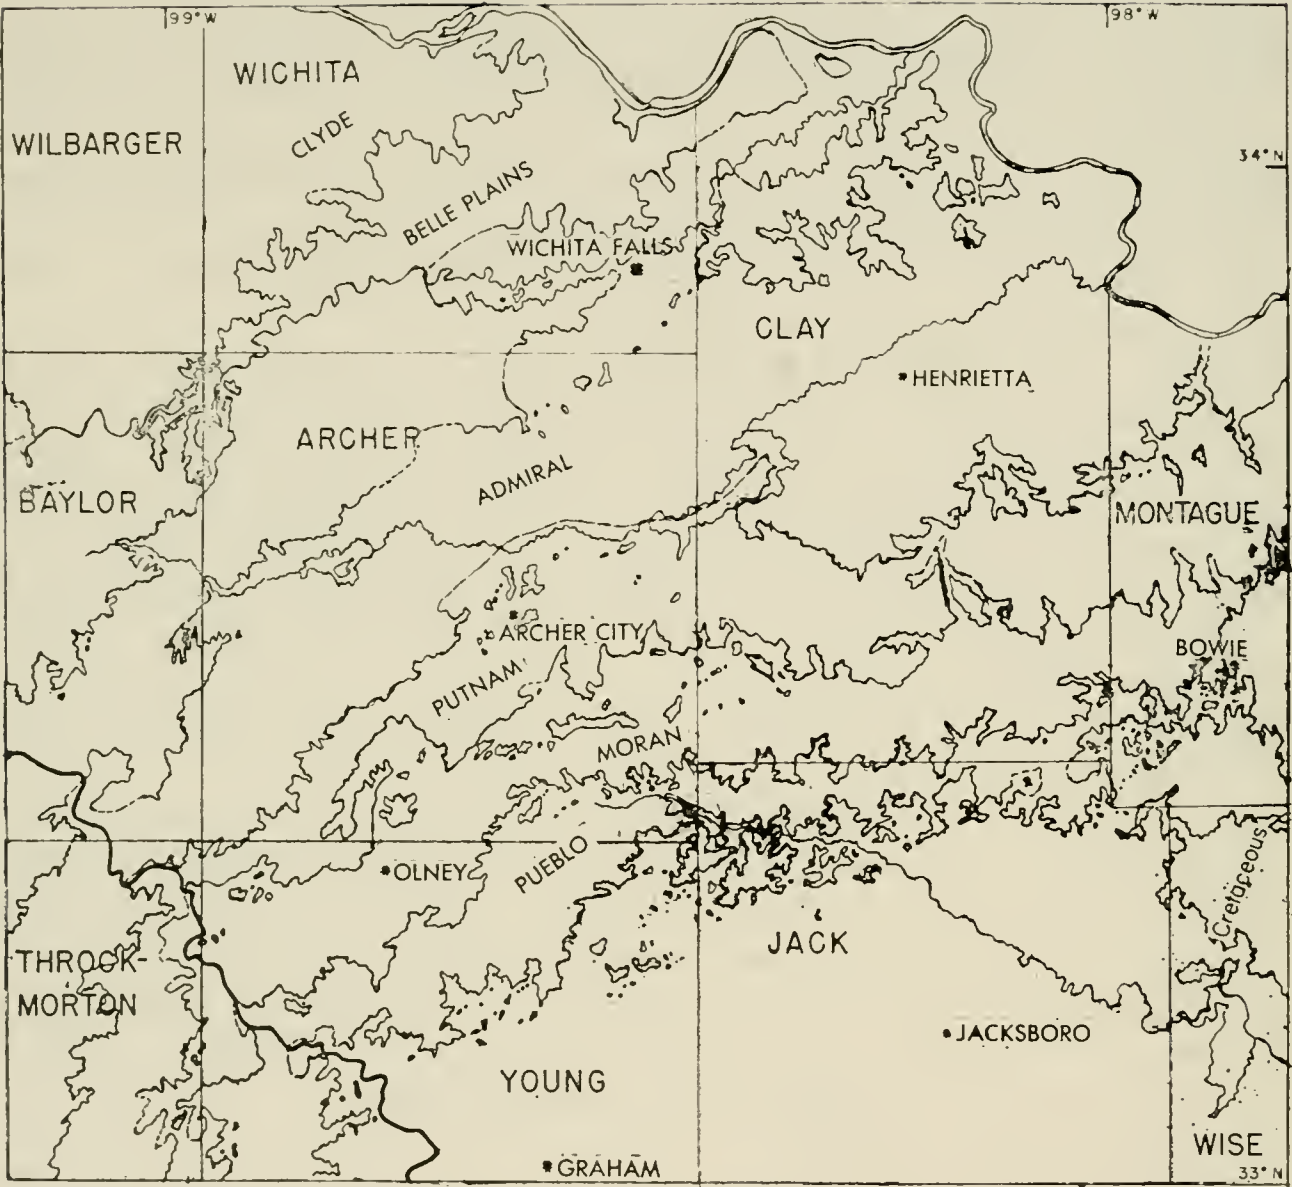 99° W
98° W
WICHITA
CLYDE
WILBARGER
34° N
BELLE PLAINS
WICHITA FALLS
CLAY
HENRIETTA
ARCHER
ADMIRAL
BAYLOR
MONTAGUE
ARCHER CITY
BOWIE
PUTNAM
MORAN
OLNEY
PUEBLO
Cretaceous
JACK
THROCK-
MORTON
JACKSBORO
YOUNG
WISE
GRAHAM
33° N